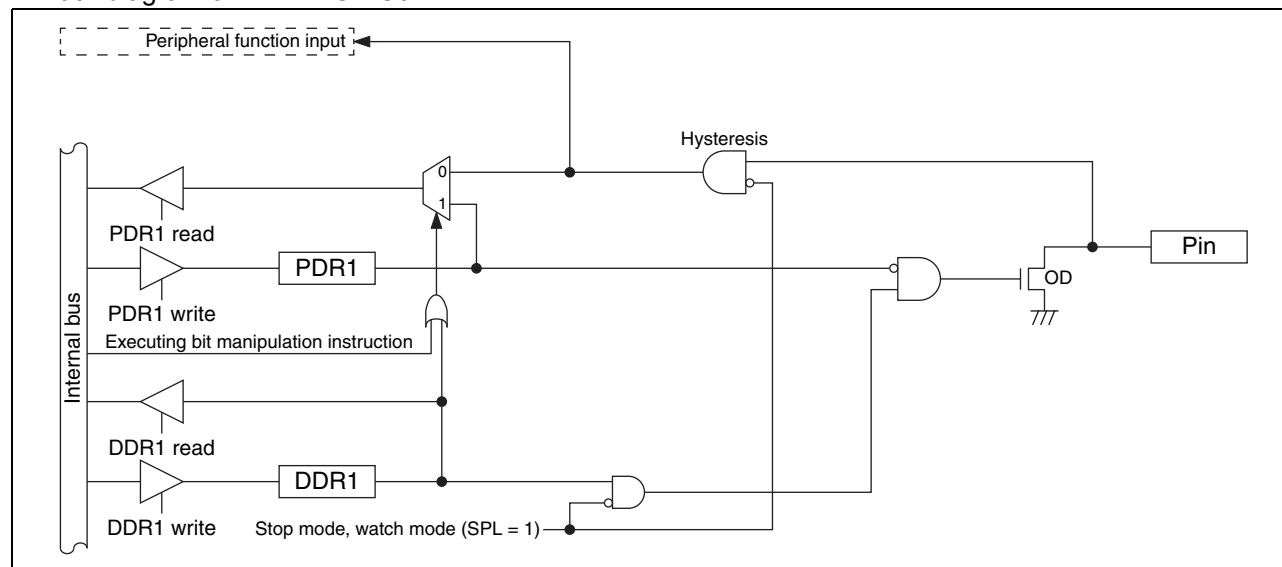 Peripheral function input
Hysteresis
0
1
PDR1 read
PDR1
Pin
OD
PDR1 write
Executing bit manipulation instruction
Internal bus
DDR1 read
DDR1
DDR1 write
Stop mode, watch mode (SPL = 1)